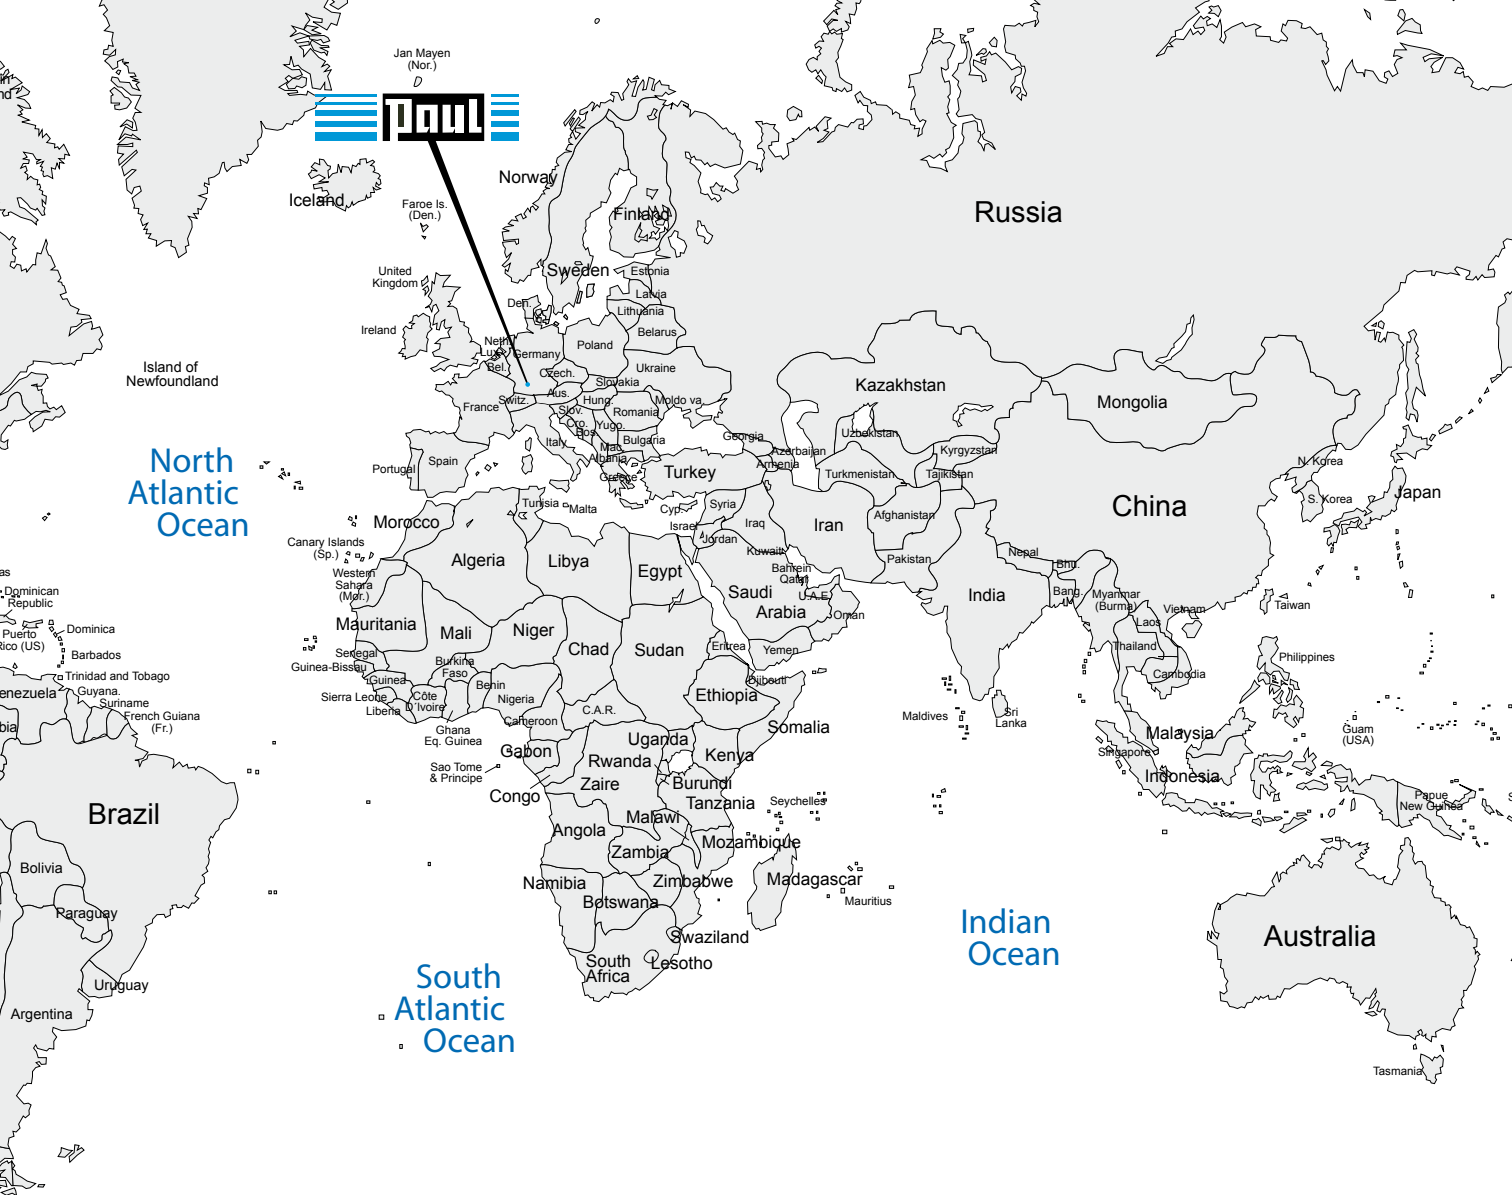 Jan Mayen
(Nor.)
Paul
Iceland
Faroe Is.
(Den.)
Norway
Finland
Sweden
Russia
Estonia
Latvia
Lithuania
Belarus
United
Kingdom
Ireland
Den.
Neth.
Lux.
Bel.
Germany
Poland
Czech.
Ukraine
Slovakia
Aus.
Switz.
France
Hung.
Moldo va.
Slov.
Romania
Cro.
Yugo.
Bos.
Italy
Bulgaria
Mac.
Albania
Greece
Portugal
Spain
Island of
Newfoundland
North
Atlantic
Ocean
Kazakhstan
Mongolia
Uzbekistan
Georgia
Azerbaijan
Armenia
Kyrgyzstan
Turkmenistan
Tajikistan
Turkey
China
N. Korea
S. Korea
Japan
Tunisia
Malta
Cyp.
Syria
Israel
Jordan
Iraq
Iran
Afghanistan
Kuwait
Pakistan
Nepal
Bhu.
Bang.
Morocco
Canary Islands
(Sp.)
Western
Sahara
(Mor.)
Algeria
Libya
Egypt
Bahrain
Qatar
U.A.E.
Saudi
Arabia
Oman
Yemen
India
Myanmar
(Burma)
Vietnam
Laos
Thailand
Cambodia
Taiwan
Philippines
Dominican
Republic
Puerto
Rico (US)
Dominica
Barbados
Trinidad and Tobago
enezuela
Guyana.
Suriname
French Guiana
(Fr.)
bia
Mauritania
Mali
Niger
Chad
Sudan
Eritrea
Djibouti
Ethiopia
Somalia
Senegal
Guinea-Bissau
Guinea
Sierra Leone
Liberia
Côte
D'Ivoire
Burkina
Faso
Benin
Nigeria
Ghana
Eq. Guinea
Cameroon
C.A.R.
Sao Tome
& Principe
Gabon
Congo
Uganda
Rwanda
Zaire
Kenya
Burundi
Tanzania
Seychelles
Maldives
Sri
Lanka
Malaysia
Singapore
Indonesia
Guam
(USA)
Papue
New Guinea
Brazil
Bolivia
Paraguay
Uruguay
Argentina
Angola
Malawi
Zambia
Mozambique
Namibia
Zimbabwe
Botswana
Madagascar
Mauritius
Swaziland
South
Africa
Lesotho
South
Atlantic
Ocean
Indian
Ocean
Australia
Tasmania